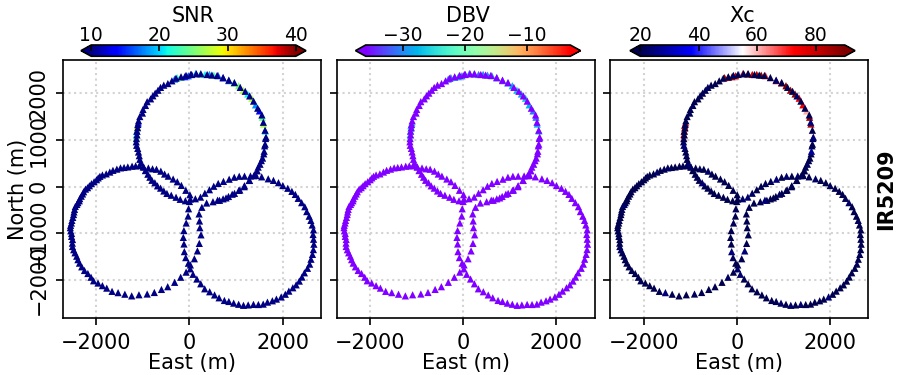 SNR DBV Xc
10 20 30 40 −30 −20 −10 20 40 60 80
North (m)
2000
1000
0
−1000
−2000
IR5209
−2000 0 2000 −2000 0 2000 −2000 0 2000
East (m) East (m) East (m)